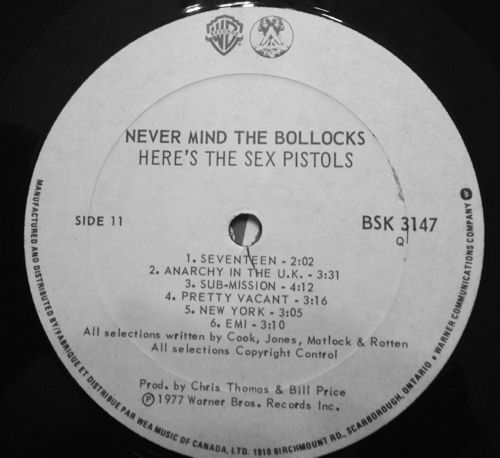 NEVER MIND THE BOLLOCKS
HERE'S THE SEX PISTOLS
SIDE 11
BSK 3147
Q
1. SEVENTEEN - 2:02
2. ANARCHY IN THE U.K. - 3:31
3. SUB-MISSION - 4:12
4. PRETTY VACANT - 3:16
5. NEW YORK - 3:05
6. EMI - 3:10
All selections written by Cook, Jones, Matlock & Rotten
All selections Copyright Control
Prod. by Chris Thomas & Bill Price
Ⓟ1977 Warner Bros. Records Inc.
MANUFACTURED AND DISTRIBUTED BY/FABRIQUE ET DISTRIBUE PAR WEA MUSIC OF CANADA, LTD. 1810 BIRCHMOUNT RD., SCARBOROUGH, ONTARIO • WARNER COMMUNICATIONS COMPANY